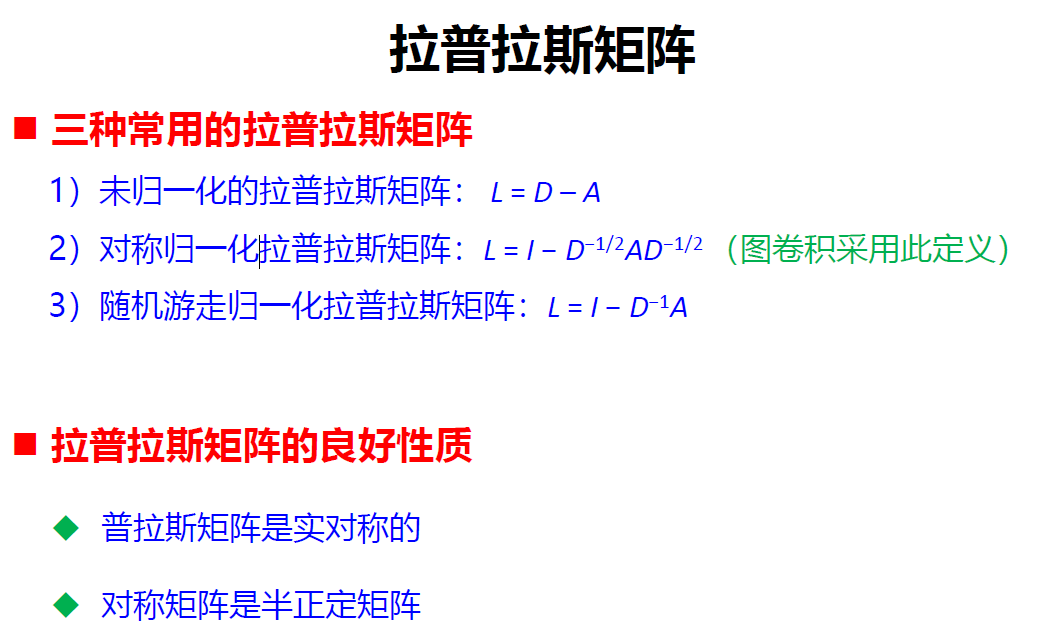 拉普拉斯矩阵
三种常用的拉普拉斯矩阵
1）未归一化的拉普拉斯矩阵： L = D − A
2）对称归一化拉普拉斯矩阵：L = I − D⁻¹/²AD⁻¹/² （图卷积采用此定义）
3）随机游走归一化拉普拉斯矩阵：L = I − D⁻¹A
拉普拉斯矩阵的良好性质
普拉斯矩阵是实对称的
对称矩阵是半正定矩阵